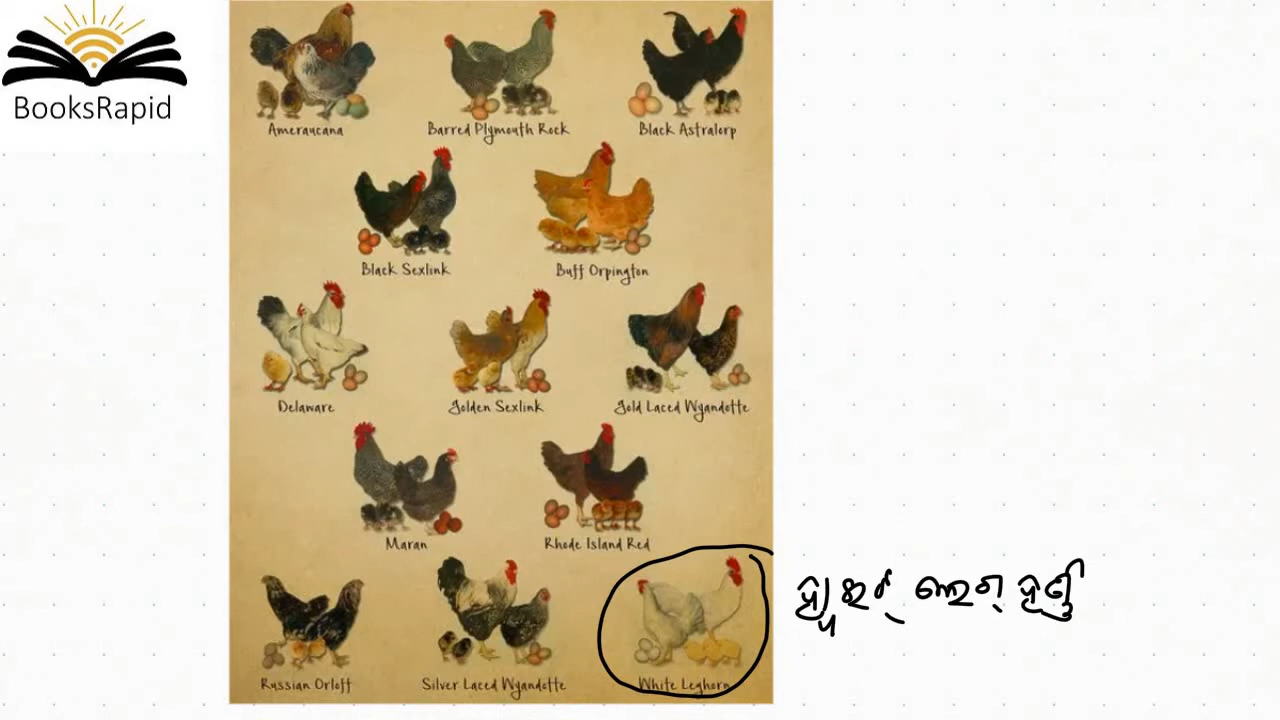 BooksRapid
Ameraucana
Barred Plymouth Rock
Black Astralorp
Black Sexlink
Buff Orpington
Delaware
Golden Sexlink
Gold Laced Wyandotte
Maran
Rhode Island Red
Russian Orloff
Silver Laced Wyandotte
White Leghorn
ହ୍ୱାଇଟ୍ ଲେଗ୍ ହର୍ଣ୍ଣ